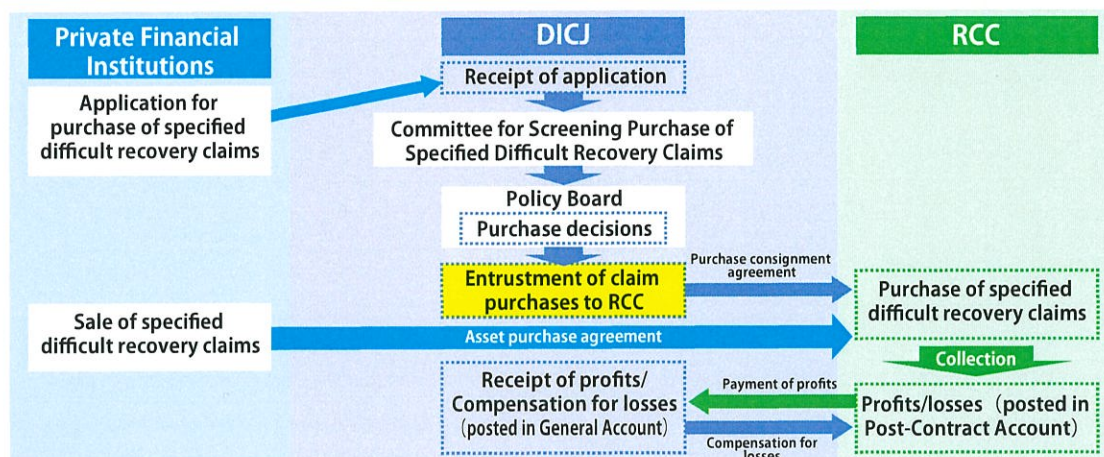 Private Financial
Institutions
Application for
purchase of specified
difficult recovery claims
Sale of specified
difficult recovery claims
DICJ
Receipt of application
Committee for Screening Purchase of
Specified Difficult Recovery Claims
Policy Board
Purchase decisions
Entrustment of claim
purchases to RCC
Purchase consignment
agreement
Asset purchase agreement
Receipt of profits/
Compensation for losses
(posted in General Account)
Payment of profits
Compensation for
losses
RCC
Purchase of specified
difficult recovery claims
Collection
Profits/losses (posted in
Post-Contract Account)